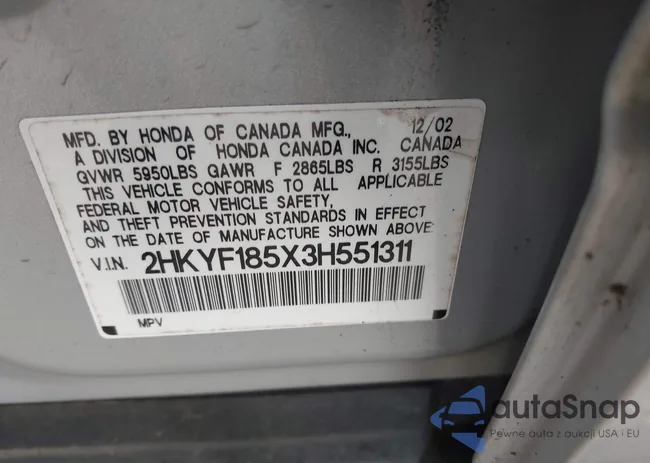 MFD. BY HONDA OF CANADA MFG., 12/02
A DIVISION OF HONDA CANADA INC. CANADA
GVWR 5950LBS GAWR F 2865LBS R 3155LBS
THIS VEHICLE CONFORMS TO ALL APPLICABLE
FEDERAL MOTOR VEHICLE SAFETY,
AND THEFT PREVENTION STANDARDS IN EFFECT
ON THE DATE OF MANUFACTURE SHOWN ABOVE
V.I.N. 2HKYF185X3H551311
MPV
autaSnap
Pewne auta z aukcji USA i EU